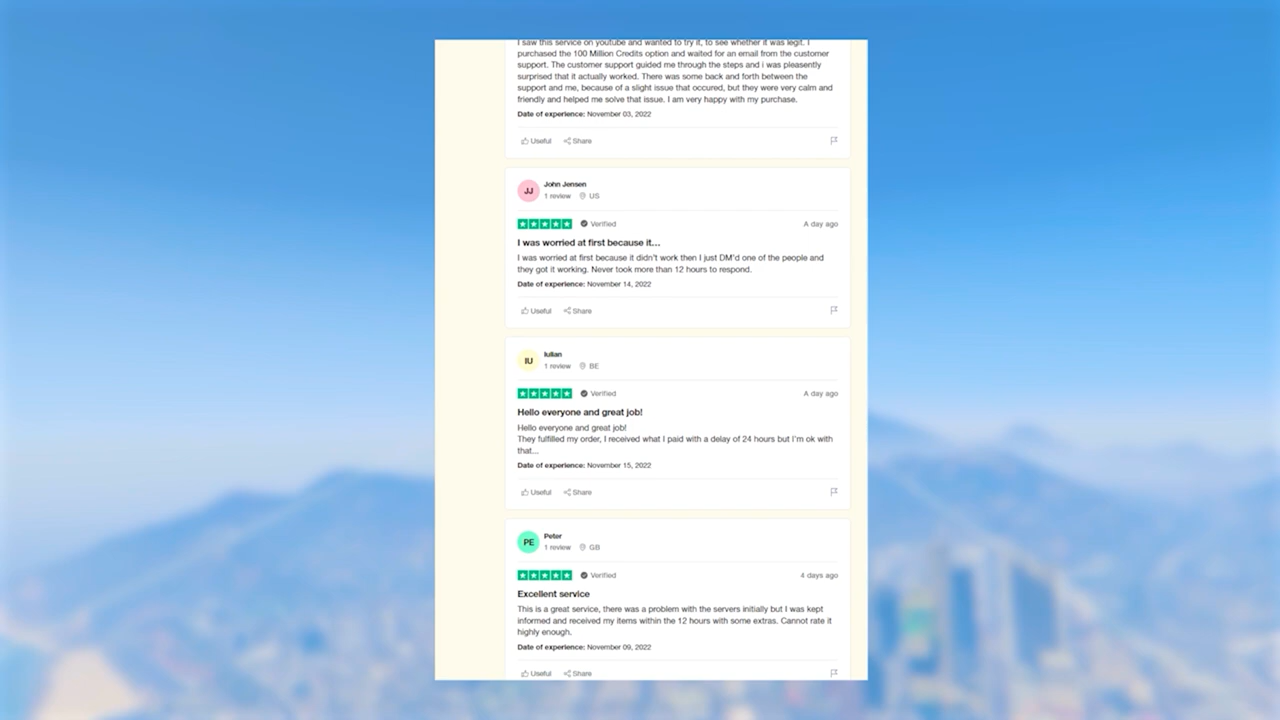 I saw this service on youtube and wanted to try it, to see whether it was legit. I
purchased the 100 Million Credits option and waited for an email from the customer
support. The customer support guided me through the steps and i was pleasently
surprised that it actually worked. There was some back and forth between the
support and me, because of a slight issue that occured, but they were very calm and
friendly and helped me solve that issue. I am very happy with my purchase.
Date of experience: November 03, 2022
Useful Share
JJ John Jensen
1 review US
Verified A day ago
I was worried at first because it...
I was worried at first because it didn't work then I just DM'd one of the people and
they got it working. Never took more than 12 hours to respond.
Date of experience: November 14, 2022
Useful Share
IU Iulian
1 review BE
Verified A day ago
Hello everyone and great job!
Hello everyone and great job!
They fulfilled my order, I received what I paid with a delay of 24 hours but I'm ok with
that...
Date of experience: November 15, 2022
Useful Share
PE Peter
1 review GB
Verified 4 days ago
Excellent service
This is a great service, there was a problem with the servers initially but I was kept
informed and received my items within the 12 hours with some extras. Cannot rate it
highly enough.
Date of experience: November 09, 2022
Useful Share